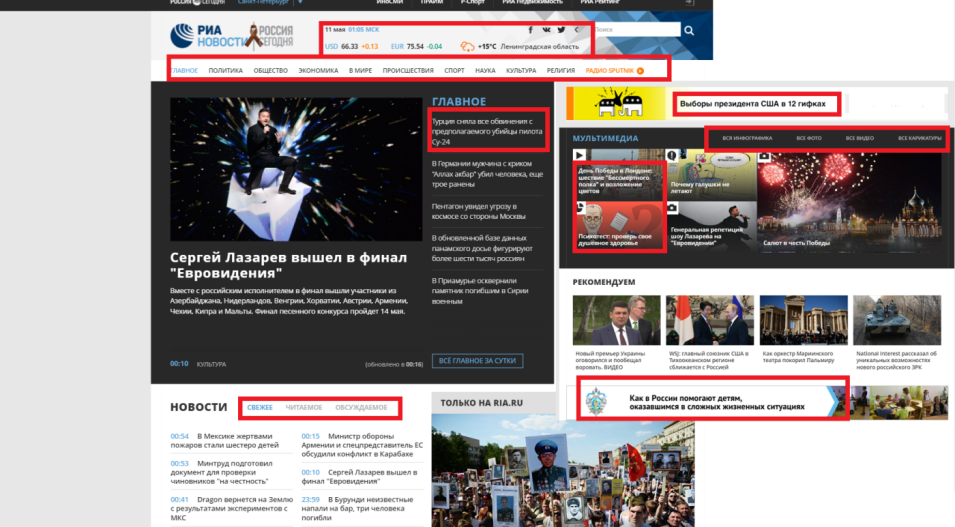 РОССИЯ СЕГОДНЯ Санкт-Петербург
ИноСМИ ПРАЙМ Р-Спорт РИА Недвижимость РИА Рейтинг
РИА
НОВОСТИ
РОССИЯ
СЕГОДНЯ
11 мая 01:05 МСК
Поиск
USD 66.33 +0.13 EUR 75.54 -0.04 +15°C Ленинградская область
ГЛАВНОЕ ПОЛИТИКА ОБЩЕСТВО ЭКОНОМИКА В МИРЕ ПРОИСШЕСТВИЯ СПОРТ НАУКА КУЛЬТУРА РЕЛИГИЯ РАДИО SPUTNIK
Сергей Лазарев вышел в финал
"Евровидения"
Вместе с российским исполнителем в финал вышли участники из
Азербайджана, Нидерландов, Венгрии, Хорватии, Австрии, Армении,
Чехии, Кипра и Мальты. Финал песенного конкурса пройдет 14 мая.
00:10 КУЛЬТУРА (обновлено в 00:16)
ГЛАВНОЕ
Турция сняла все обвинения с
предполагаемого убийцы пилота
Су-24
В Германии мужчина с криком
"Аллах акбар" убил человека, еще
трое ранены
Пентагон увидел угрозу в
космосе со стороны Москвы
В обновленной базе данных
панамского досье фигурируют
более шести тысяч россиян
В Приамурье осквернили
памятник погибшим в Сирии
военным
ВСЁ ГЛАВНОЕ ЗА СУТКИ
Выборы президента США в 12 гифках
МУЛЬТИМЕДИА
ВСЯ ИНФОГРАФИКА ВСЕ ФОТО ВСЕ ВИДЕО ВСЕ КАРИКАТУРЫ
День Победы в Лондоне:
шествие "Бессмертного
полка" и возложение
цветов
Почему галушки не
летают
Психотест: проверь свое
душевное здоровье
Генеральная репетиция
шоу Лазарева на
"Евровидении"
Салют в честь Победы
РЕКОМЕНДУЕМ
Новый премьер Украины
оговорился и пообещал
воровать. ВИДЕО
WSJ: главный союзник США в
Тихоокеанском регионе
сближается с Россией
Как оркестр Мариинского
театра покорил Пальмиру
National Interest рассказал об
уникальных возможностях
нового российского ЗРК
Как в России помогают детям,
оказавшимся в сложных жизненных ситуациях
НОВОСТИ
СВЕЖЕЕ ЧИТАЕМОЕ ОБСУЖДАЕМОЕ
00:54 В Мексике жертвами
пожаров стали шестеро детей
00:53 Минтруд подготовил
документ для проверки
чиновников "на честность"
00:41 Dragon вернется на Землю
с результатами экспериментов с
МКС
00:15 Министр обороны
Армении и спецпредставитель ЕС
обсудили конфликт в Карабахе
00:10 Сергей Лазарев вышел в
финал "Евровидения"
23:59 В Бурунди неизвестные
напали на бар, три человека
погибли
ТОЛЬКО НА RIA.RU